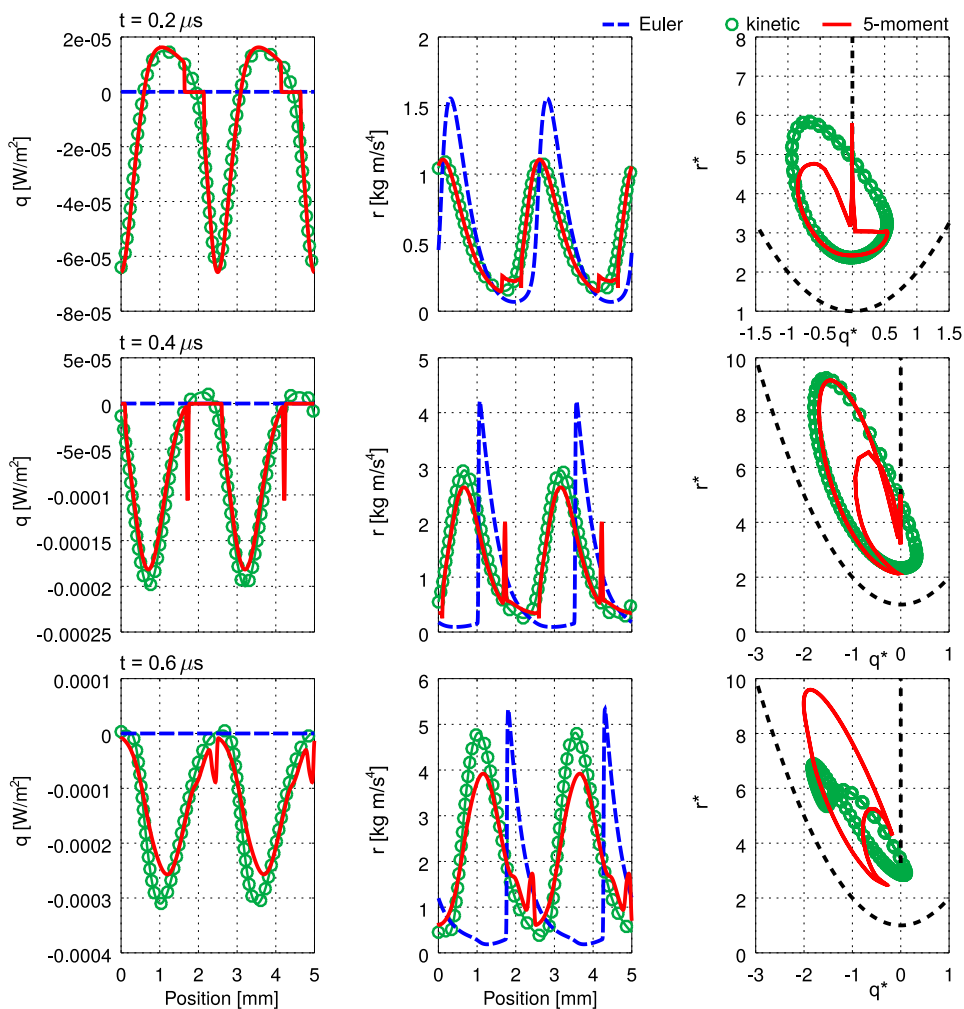 t = 0.2 μs
Euler kinetic 5-moment
2e-05
0
-2e-05
-4e-05
-6e-05
-8e-05
q [W/m²]
2
1.5
1
0.5
0
r [kg m/s⁴]
8
7
6
5
4
3
2
1
r*
-1.5 -1 -0.5 0 0.5 1 1.5
q*
t = 0.4 μs
5e-05
0
-5e-05
-0.0001
-0.00015
-0.0002
-0.00025
q [W/m²]
5
4
3
2
1
0
r [kg m/s⁴]
10
8
6
4
2
0
r*
-3 -2 -1 0 1
q*
t = 0.6 μs
0.0001
0
-0.0001
-0.0002
-0.0003
-0.0004
q [W/m²]
0 1 2 3 4 5
Position [mm]
6
5
4
3
2
1
0
r [kg m/s⁴]
0 1 2 3 4 5
Position [mm]
10
8
6
4
2
0
r*
-3 -2 -1 0 1
q*